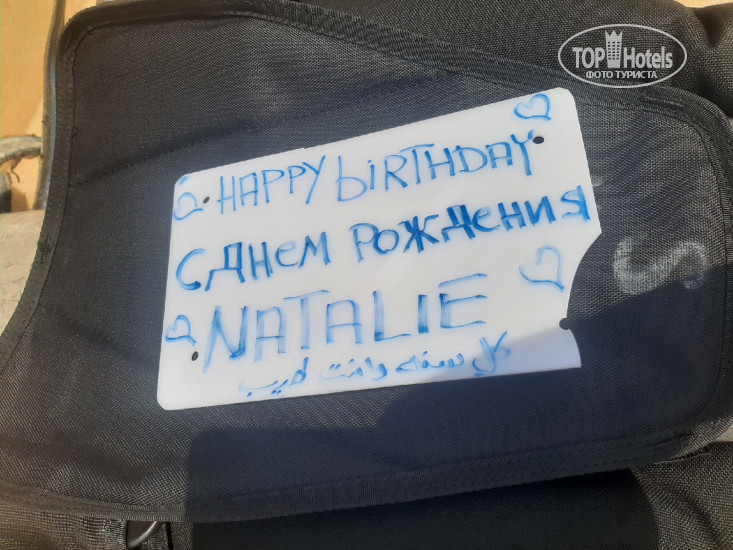 TOP Hotels
ФОТО ТУРИСТА
HAPPY biRTHDAY
С ДНЕМ РОЖДЕНИЯ
NATALIE
كل سنه وانت طيب
S